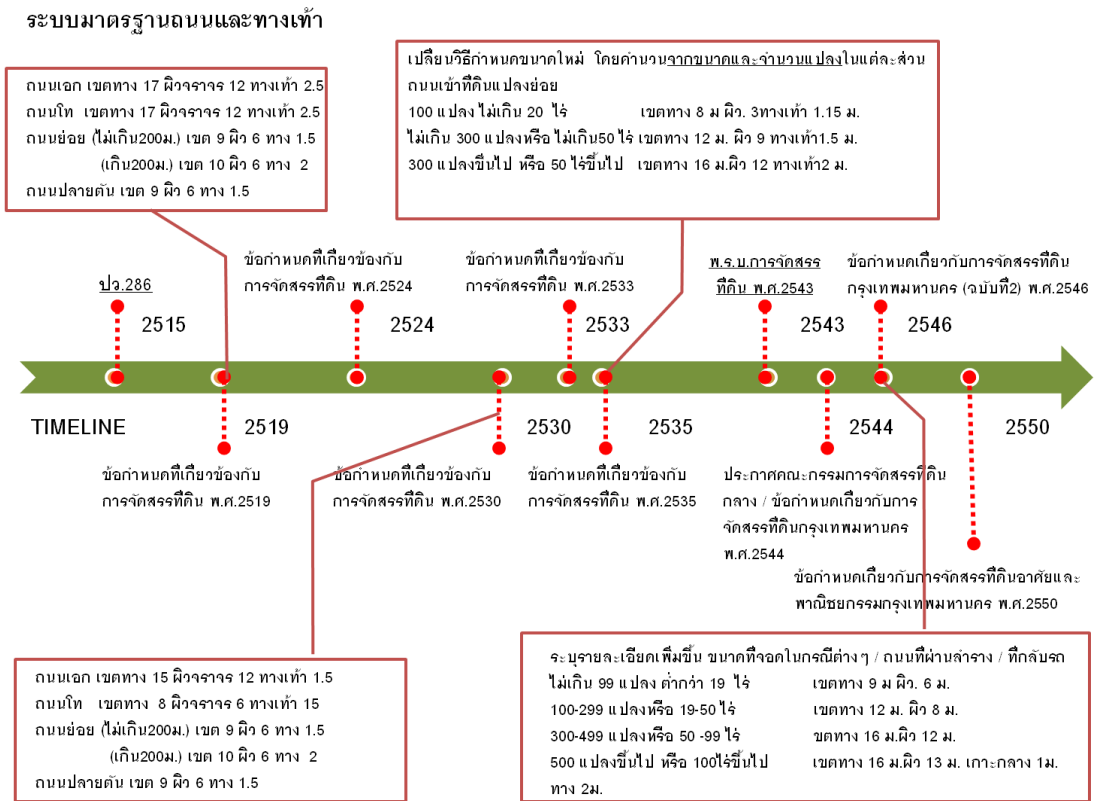 ระบบมาตรฐานถนนและทางเท้า
ถนนเอก เขตทาง 17 ผิวจราจร 12 ทางเท้า 2.5
ถนนโท เขตทาง 17 ผิวจราจร 12 ทางเท้า 2.5
ถนนย่อย (ไม่เกิน200ม.) เขต 9 ผิว 6 ทาง 1.5
(เกิน200ม.) เขต 10 ผิว 6 ทาง 2
ถนนปลายตัน เขต 9 ผิว 6 ทาง 1.5
เปลี่ยนวิธีกำหนดขนาดใหม่ โดยคำนวนจากขนาดและจำนวนแปลงในแต่ละส่วน
ถนนเข้าที่ดินแปลงย่อย
100 แปลง ไม่เกิน 20 ไร่ เขตทาง 8 ม ผิว. 3ทางเท้า 1.15 ม.
ไม่เกิน 300 แปลงหรือ ไม่เกิน50 ไร่ เขตทาง 12 ม. ผิว 9 ทางเท้า1.5 ม.
300 แปลงขึ้นไป หรือ 50 ไร่ขึ้นไป เขตทาง 16 ม.ผิว 12 ทางเท้า2 ม.
ปว.286
ข้อกำหนดที่เกี่ยวข้องกับ
การจัดสรรที่ดิน พ.ศ.2524
ข้อกำหนดที่เกี่ยวข้องกับ
การจัดสรรที่ดิน พ.ศ.2533
พ.ร.บ.การจัดสรร
ที่ดิน พ.ศ.2543
ข้อกำหนดเกี่ยวกับการจัดสรรที่ดิน
กรุงเทพมหานคร (ฉบับที่2) พ.ศ.2546
2515
2524
2533
2543
2546
TIMELINE
2519
2530
2535
2544
2550
ข้อกำหนดที่เกี่ยวข้องกับ
การจัดสรรที่ดิน พ.ศ.2519
ข้อกำหนดที่เกี่ยวข้องกับ
การจัดสรรที่ดิน พ.ศ.2530
ข้อกำหนดที่เกี่ยวข้องกับ
การจัดสรรที่ดิน พ.ศ.2535
ประกาศคณะกรรมการจัดสรรที่ดิน
กลาง / ข้อกำหนดเกี่ยวกับการ
จัดสรรที่ดินกรุงเทพมหานคร
พ.ศ.2544
ข้อกำหนดเกี่ยวกับการจัดสรรที่ดินอาศัยและ
พาณิชยกรรมกรุงเทพมหานคร พ.ศ.2550
ถนนเอก เขตทาง 15 ผิวจราจร 12 ทางเท้า 1.5
ถนนโท เขตทาง 8 ผิวจราจร 6 ทางเท้า 15
ถนนย่อย (ไม่เกิน200ม.) เขต 9 ผิว 6 ทาง 1.5
(เกิน200ม.) เขต 10 ผิว 6 ทาง 2
ถนนปลายตัน เขต 9 ผิว 6 ทาง 1.5
ระบุรายละเอียดเพิ่มขึ้น ขนาดที่จอดในกรณีต่างๆ / ถนนที่ผ่านลำราง / ที่กลับรถ
ไม่เกิน 99 แปลง ต่ำกว่า 19 ไร่ เขตทาง 9 ม ผิว. 6 ม.
100-299 แปลงหรือ 19-50 ไร่ เขตทาง 12 ม. ผิว 8 ม.
300-499 แปลงหรือ 50 -99 ไร่ ขตทาง 16 ม.ผิว 12 ม.
500 แปลงขึ้นไป หรือ 100ไร่ขึ้นไป เขตทาง 16 ม.ผิว 13 ม. เกาะกลาง 1ม.
ทาง 2ม.